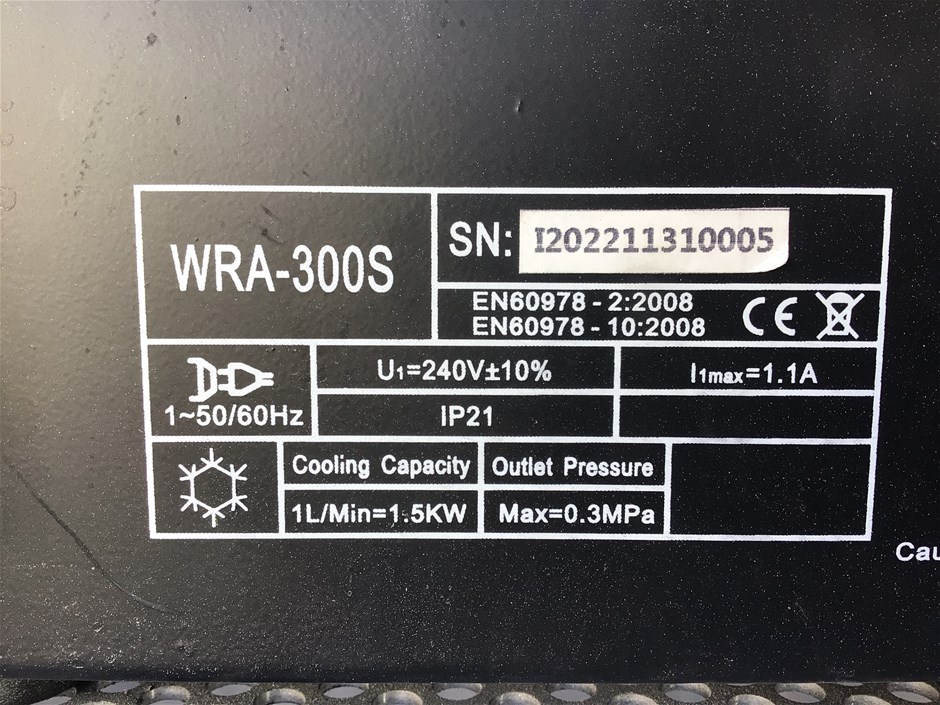 WRA-300S
SN: I202211310005
EN60978 - 2:2008
EN60978 - 10:2008
CE
1~50/60Hz
U1=240V±10%
I1max=1.1A
IP21
Cooling Capacity
Outlet Pressure
1L/Min=1.5KW
Max=0.3MPa
Cau